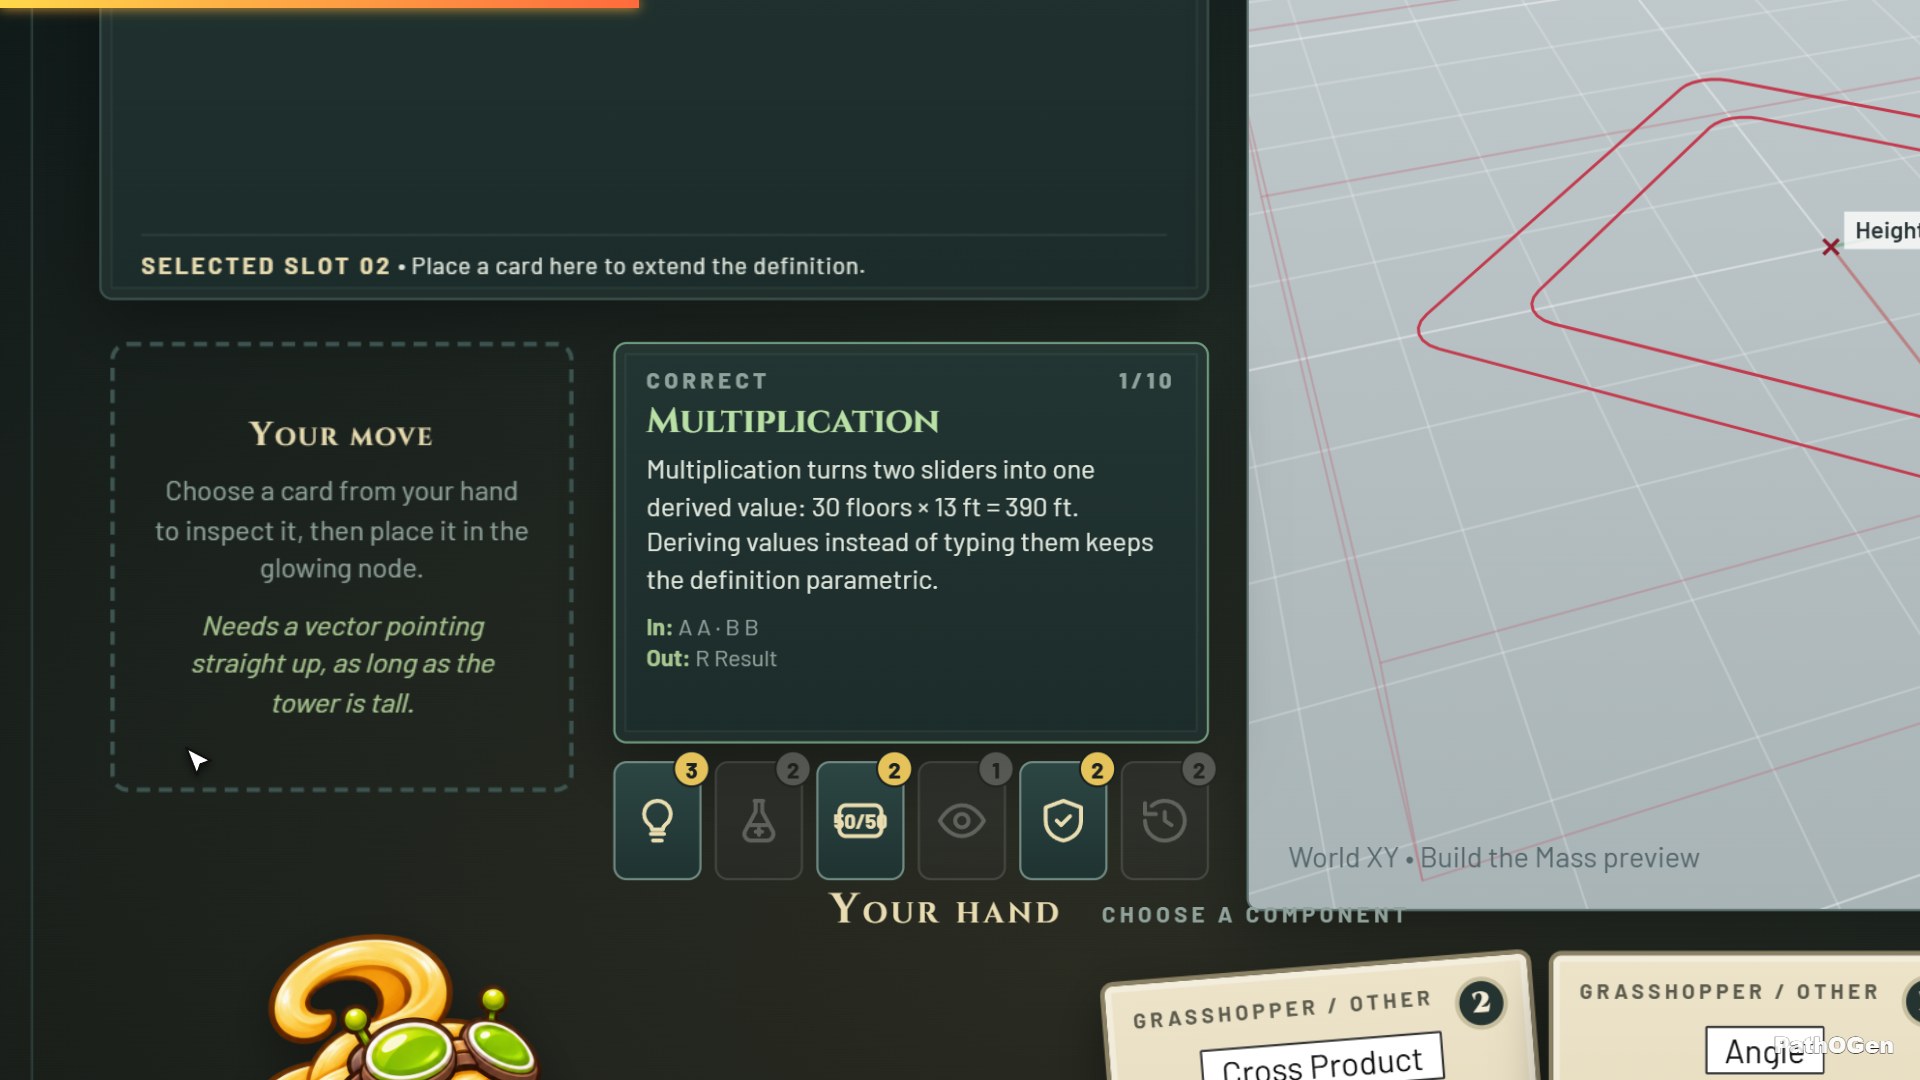 SELECTED SLOT 02 • Place a card here to extend the definition.
YOUR MOVE
Choose a card from your hand
to inspect it, then place it in the
glowing node.
Needs a vector pointing
straight up, as long as the
tower is tall.
CORRECT
1/10
MULTIPLICATION
Multiplication turns two sliders into one
derived value: 30 floors × 13 ft = 390 ft.
Deriving values instead of typing them keeps
the definition parametric.
In: A A · B B
Out: R Result
3
2
2
1
2
2
50/50
Height
World XY • Build the Mass preview
YOUR HAND
CHOOSE A COMPONENT
GRASSHOPPER / OTHER
2
Cross Product
GRASSHOPPER / OTHER
Angle
PathOGen